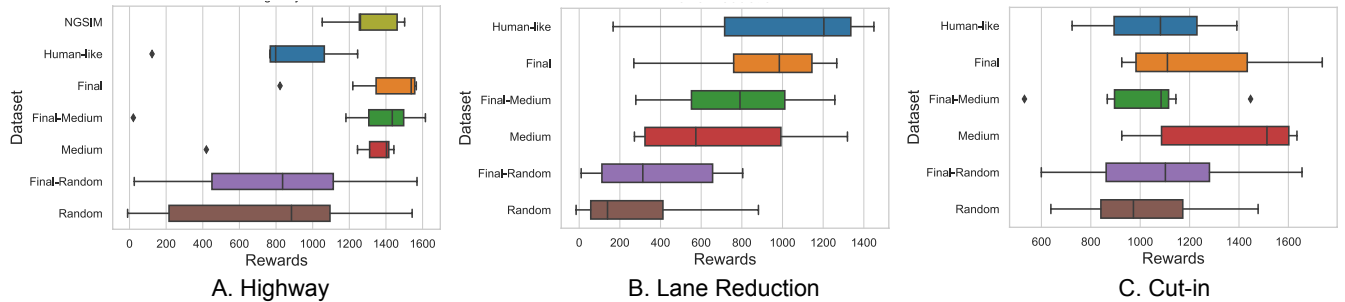 NGSIM
Human-like
Final
Final-Medium
Medium
Final-Random
Random
Dataset
0 200 400 600 800 1000 1200 1400 1600
Rewards
A. Highway
Human-like
Final
Final-Medium
Medium
Final-Random
Random
Dataset
0 200 400 600 800 1000 1200 1400
Rewards
B. Lane Reduction
Human-like
Final
Final-Medium
Medium
Final-Random
Random
Dataset
600 800 1000 1200 1400 1600
Rewards
C. Cut-in